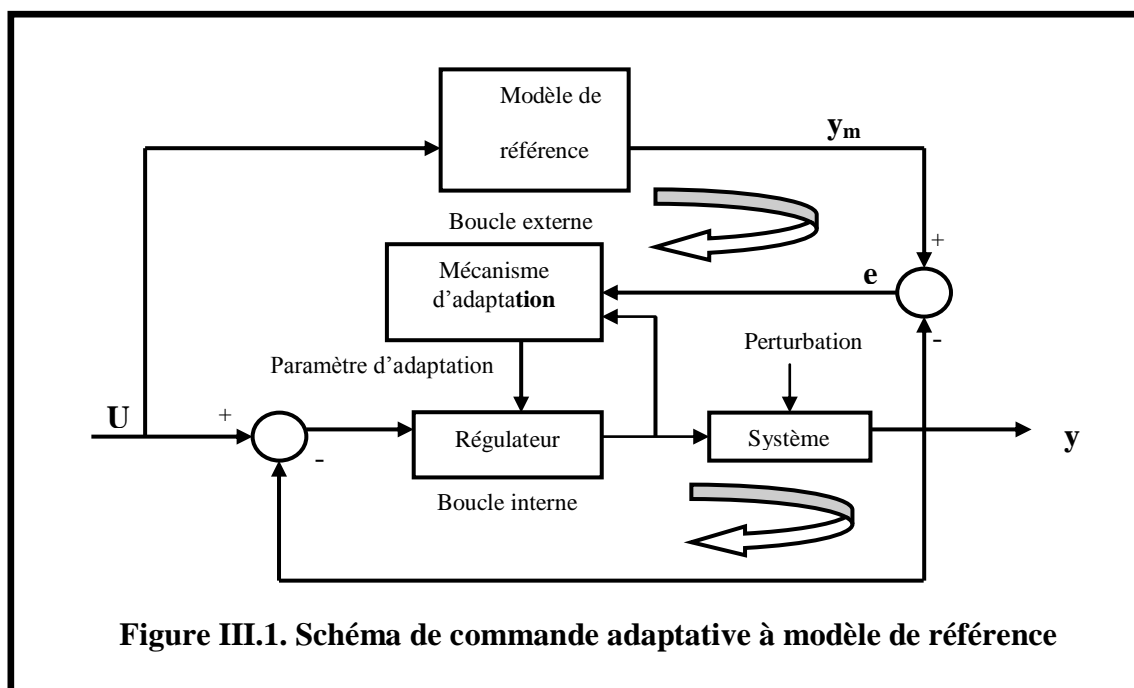 Modèle de
référence
ym
Boucle externe
+
Mécanisme
d'adaptation
e
-
Perturbation
Paramètre d'adaptation
U
+
-
Régulateur
Système
y
Boucle interne
Figure III.1. Schéma de commande adaptative à modèle de référence